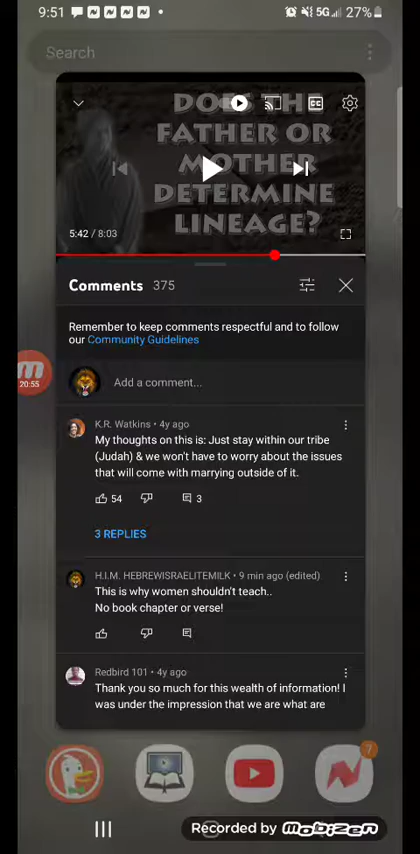 9:51
5G
27%
Search
DOES THE
FATHER OR
MOTHER
DETERMINE
LINEAGE?
CC
5:42 / 8:03
Comments 375
Remember to keep comments respectful and to follow
our Community Guidelines
20:55
Add a comment...
K.R. Watkins • 4y ago
My thoughts on this is: Just stay within our tribe
(Judah) & we won't have to worry about the issues
that will come with marrying outside of it.
54
3
3 REPLIES
H.I.M. HEBREWISRAELITEMILK • 9 min ago (edited)
This is why women shouldn't teach..
No book chapter or verse!
Redbird 101 • 4y ago
Thank you so much for this wealth of information! I
was under the impression that we are what are
7
Recorded by mobizen